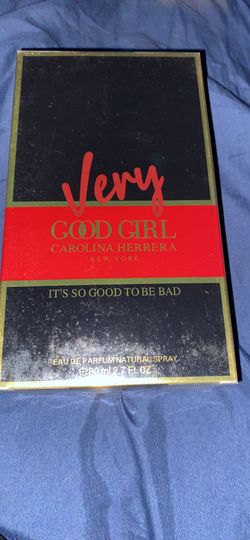 Very
GOOD GIRL
CAROLINA HERRERA
NEW YORK
IT'S SO GOOD TO BE BAD
EAU DE PARFUM NATURAL SPRAY
℮80 ml 2.7 FL OZ